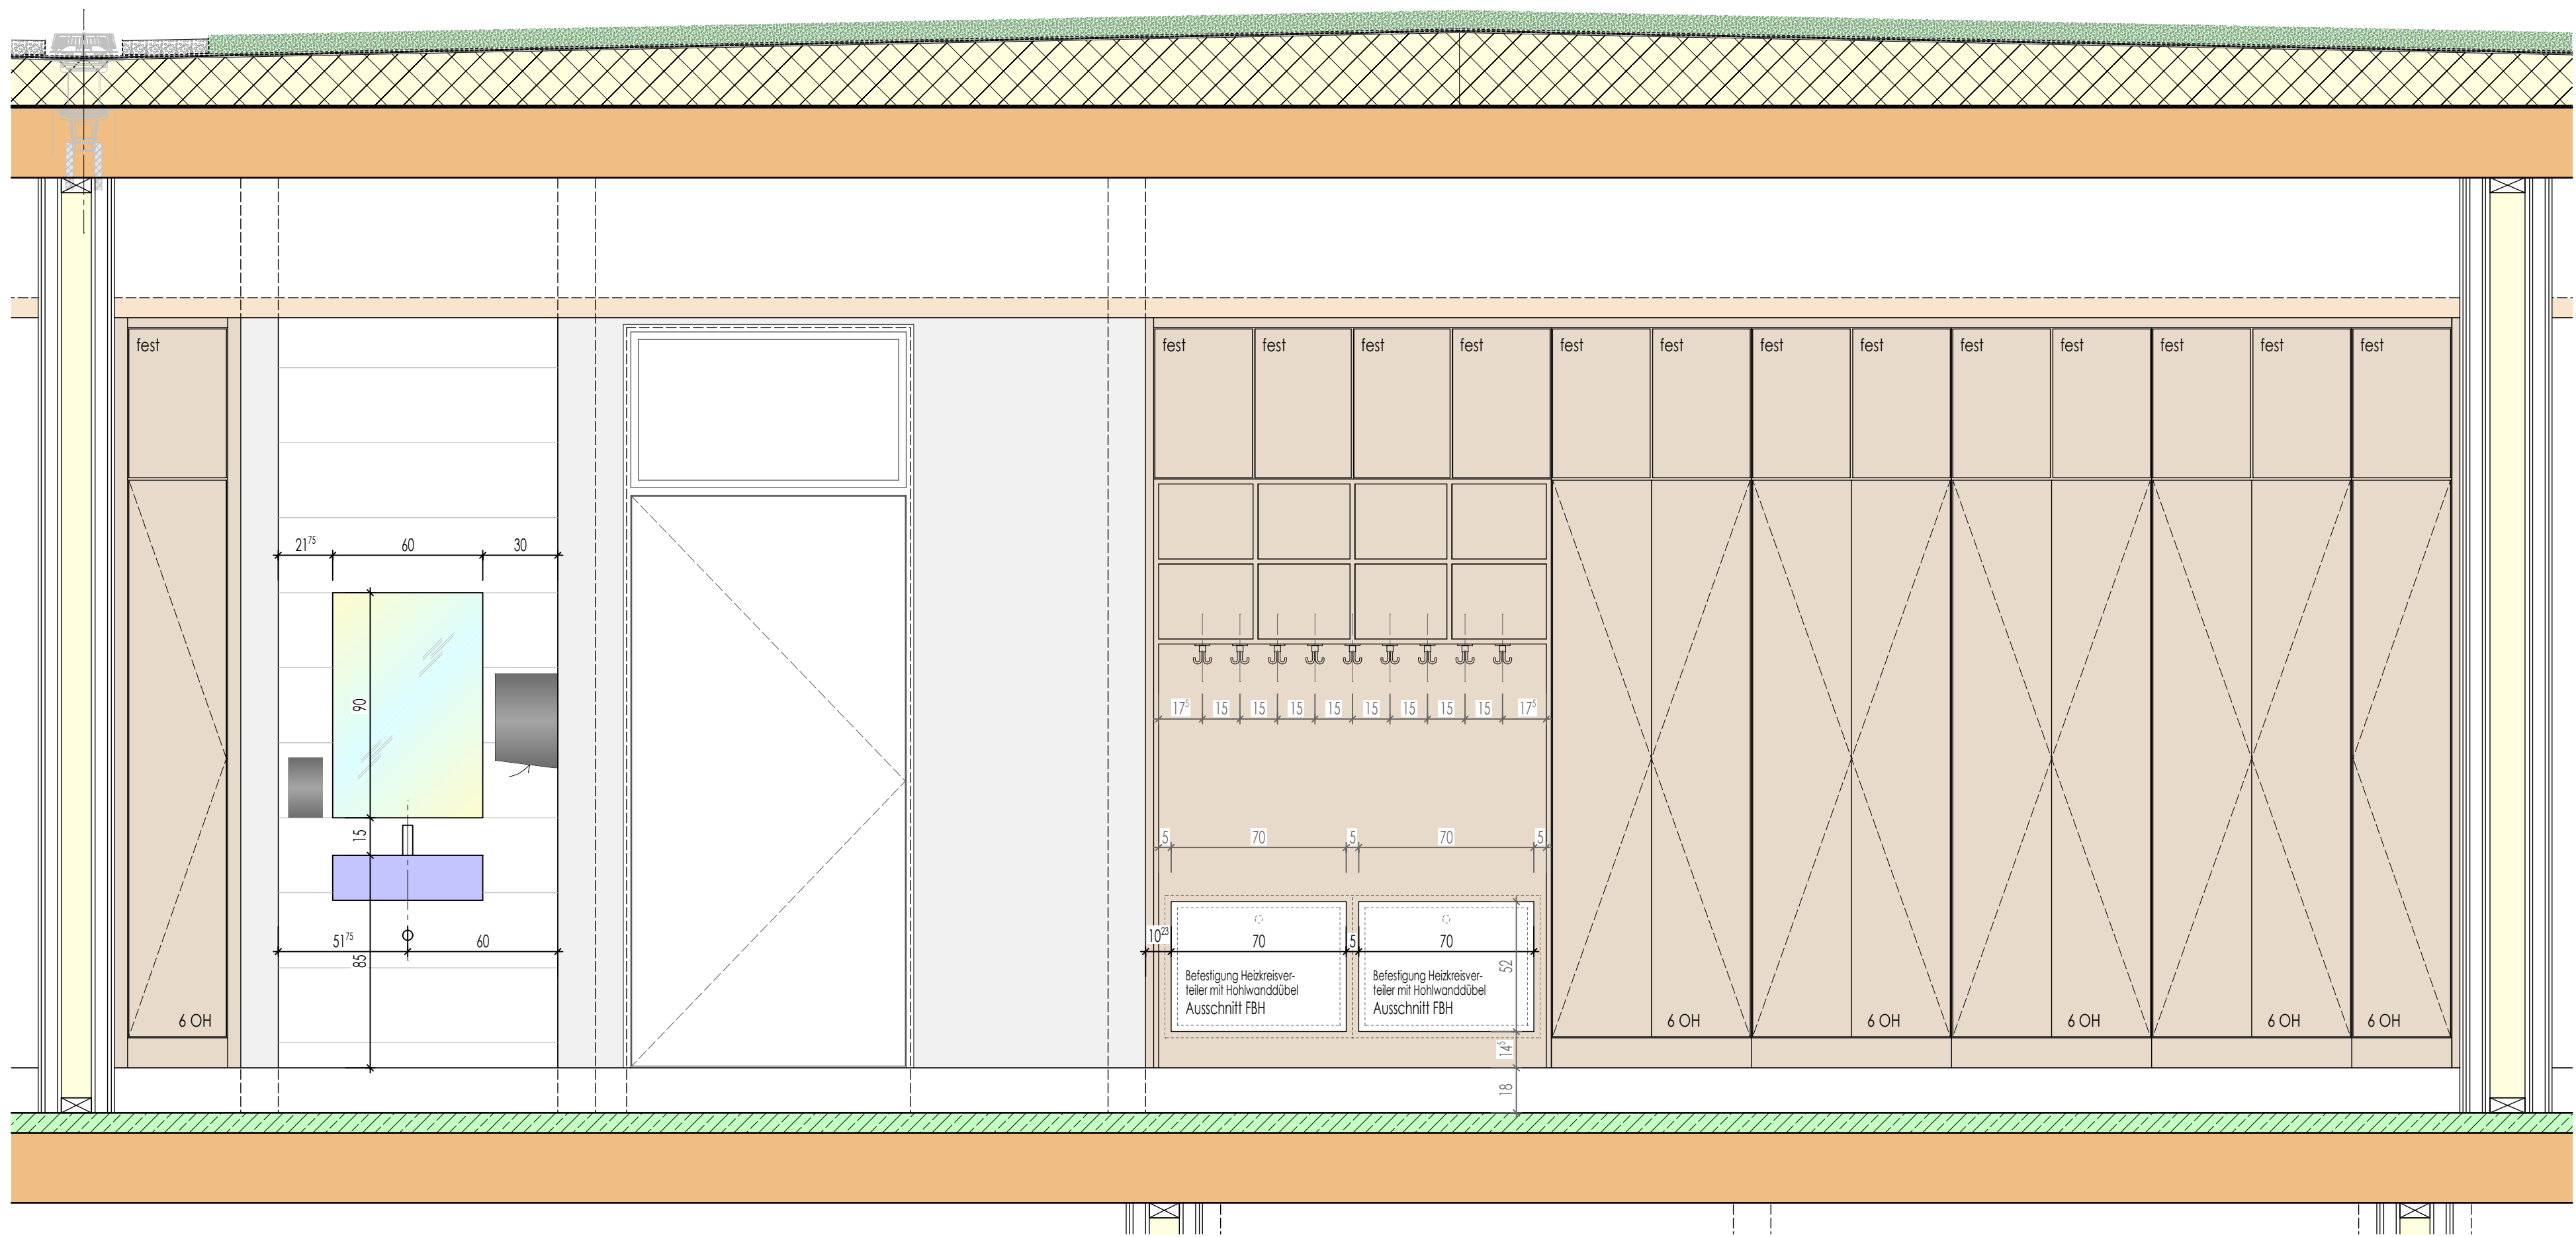 fest fest fest fest fest fest fest fest fest fest fest fest fest fest
21⁷⁵ 60 30
90
17⁵ 15 15 15 15 15 15 15 15 17⁵
15
5 70 5 70 5
10²³ 70 5 70
51⁷⁵ 60
85
52
Befestigung Heizkreisver-
teiler mit Hohlwanddübel
Ausschnitt FBH
Befestigung Heizkreisver-
teiler mit Hohlwanddübel
Ausschnitt FBH
6 OH 6 OH 6 OH 6 OH 6 OH 6 OH
14⁵
18